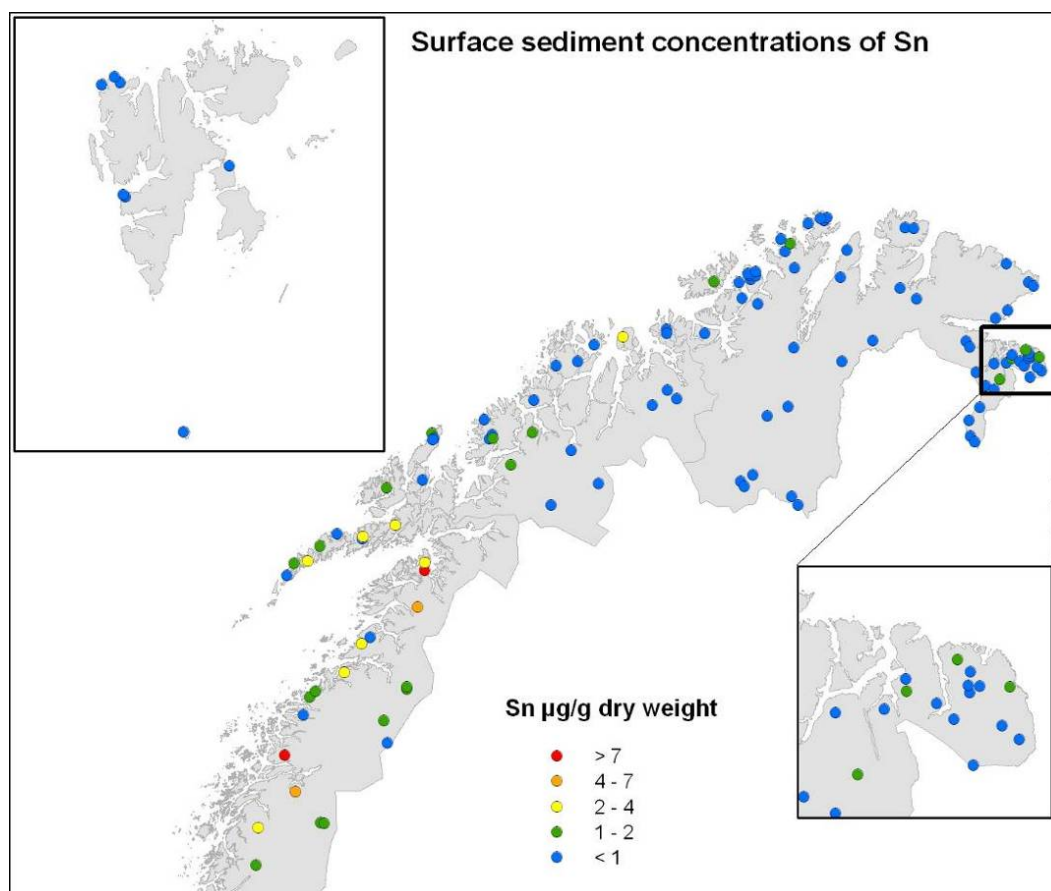 Surface sediment concentrations of Sn
Sn µg/g dry weight
> 7
4 - 7
2 - 4
1 - 2
< 1